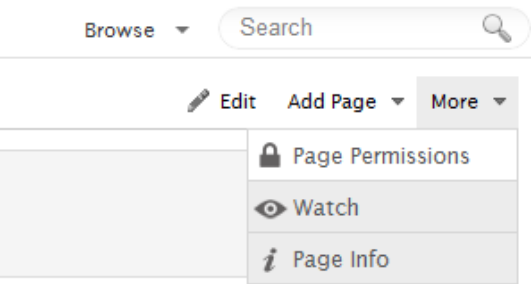 Browse Search
Edit Add Page More
Page Permissions
Watch
Page Info